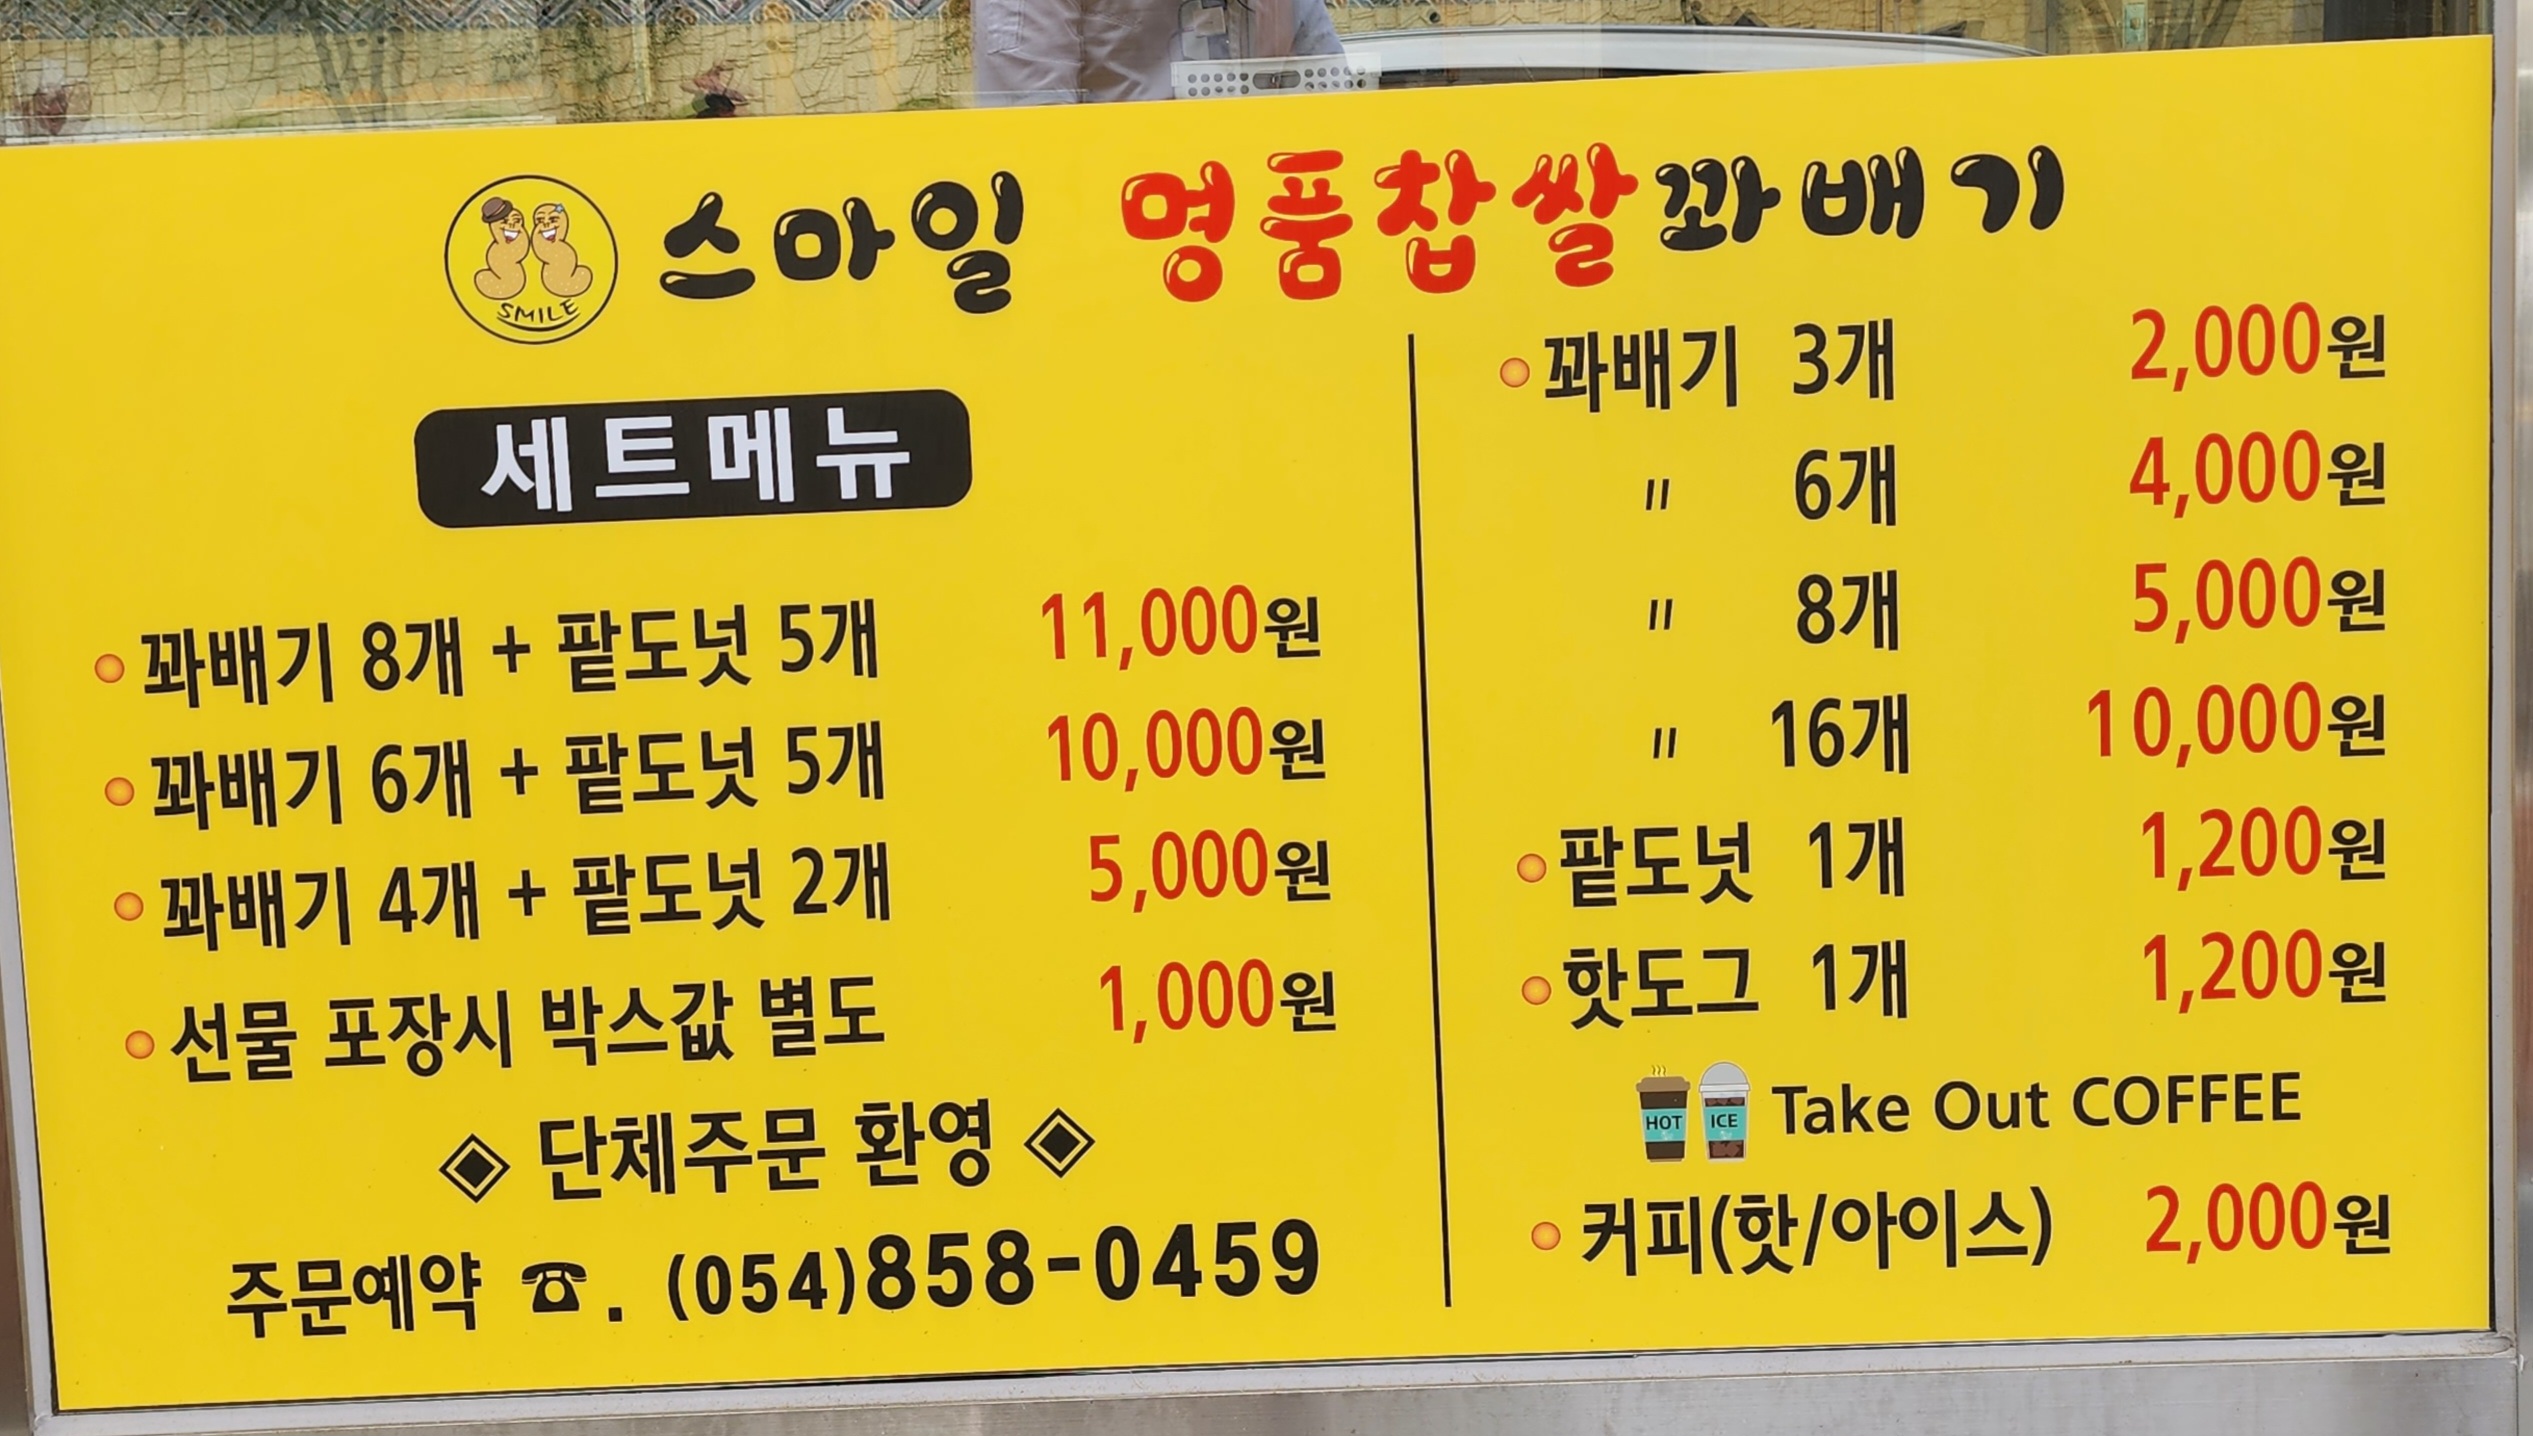 SMILE
스마일 명품찹쌀꽈배기
세트메뉴
꽈배기 8개 + 팥도넛 5개 11,000원
꽈배기 6개 + 팥도넛 5개 10,000원
꽈배기 4개 + 팥도넛 2개 5,000원
선물 포장시 박스값 별도 1,000원
◈ 단체주문 환영 ◈
주문예약 ☎. (054)858-0459
꽈배기 3개 2,000원
〃 6개 4,000원
〃 8개 5,000원
〃 16개 10,000원
팥도넛 1개 1,200원
핫도그 1개 1,200원
HOT ICE Take Out COFFEE
커피(핫/아이스) 2,000원